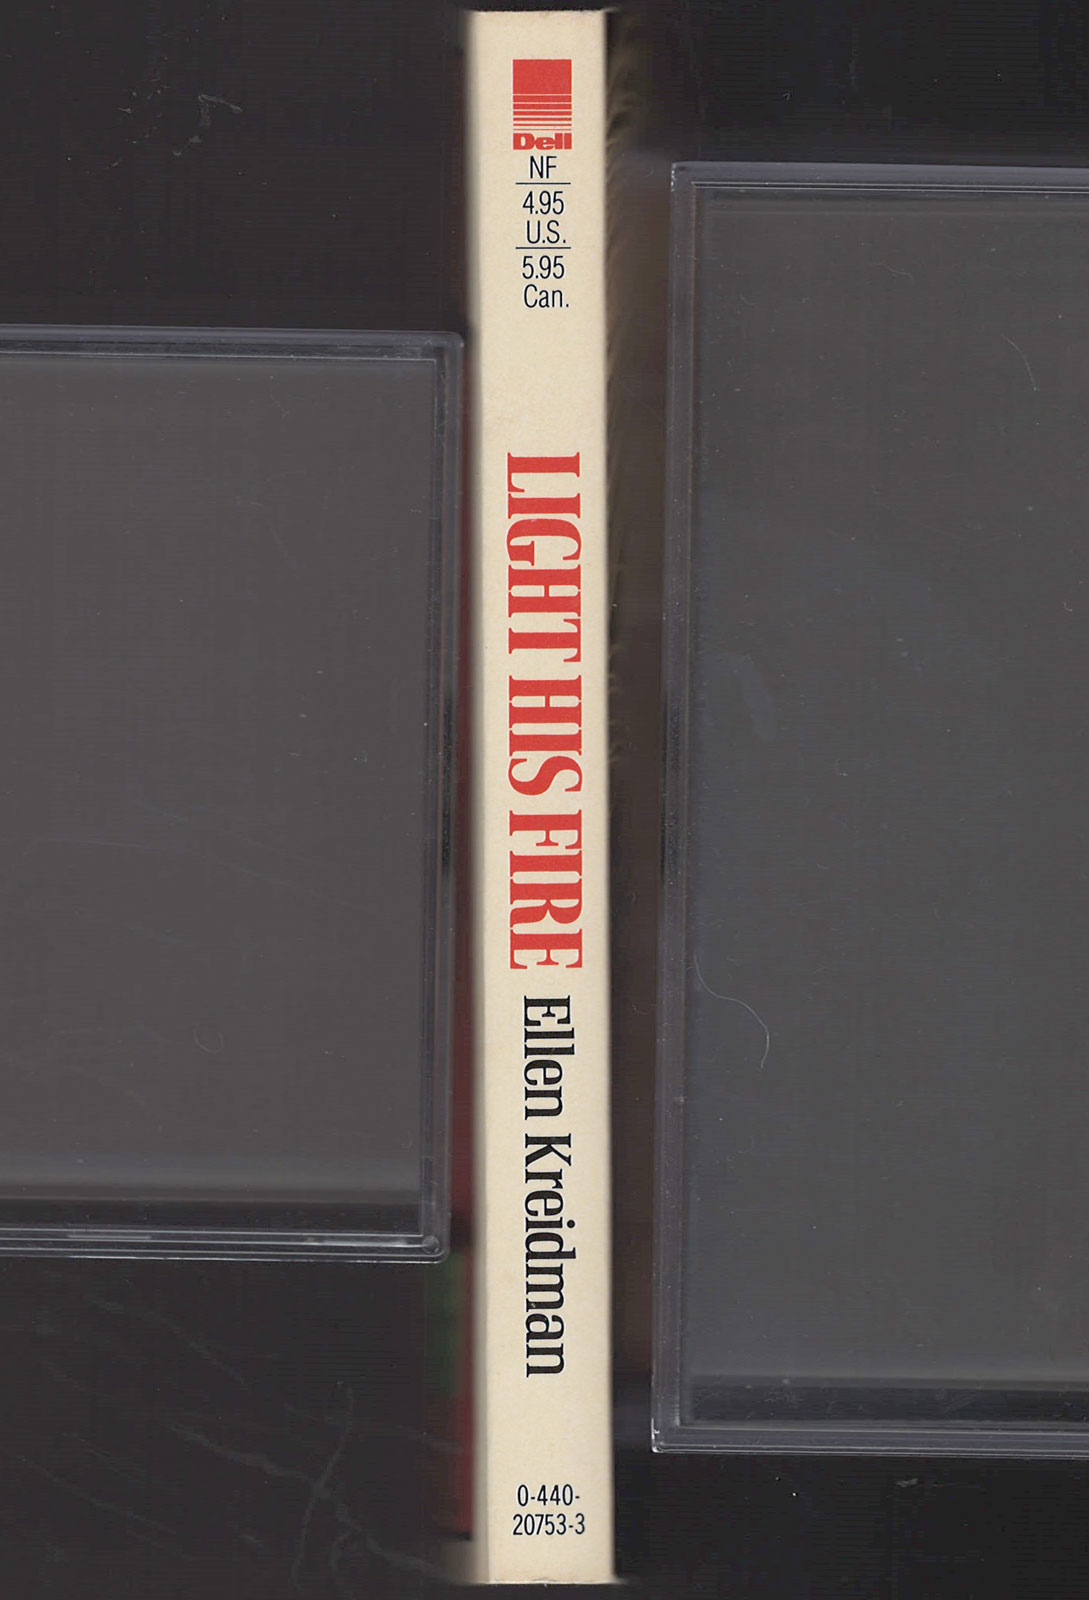 Dell
NF
4.95
U.S.
5.95
Can.
LIGHT HIS FIRE
Ellen Kreidman
0-440-
20753-3